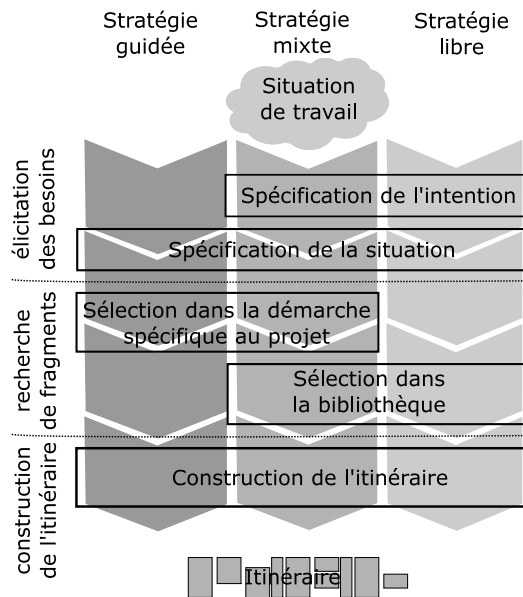 Stratégie
guidée
Stratégie
mixte
Stratégie
libre
Situation
de travail
élicitation
des besoins
Spécification de l'intention
Spécification de la situation
recherche
de fragments
Sélection dans la démarche
spécifique au projet
Sélection dans
la bibliothèque
construction
de l'itinéraire
Construction de l'itinéraire
Itinéraire